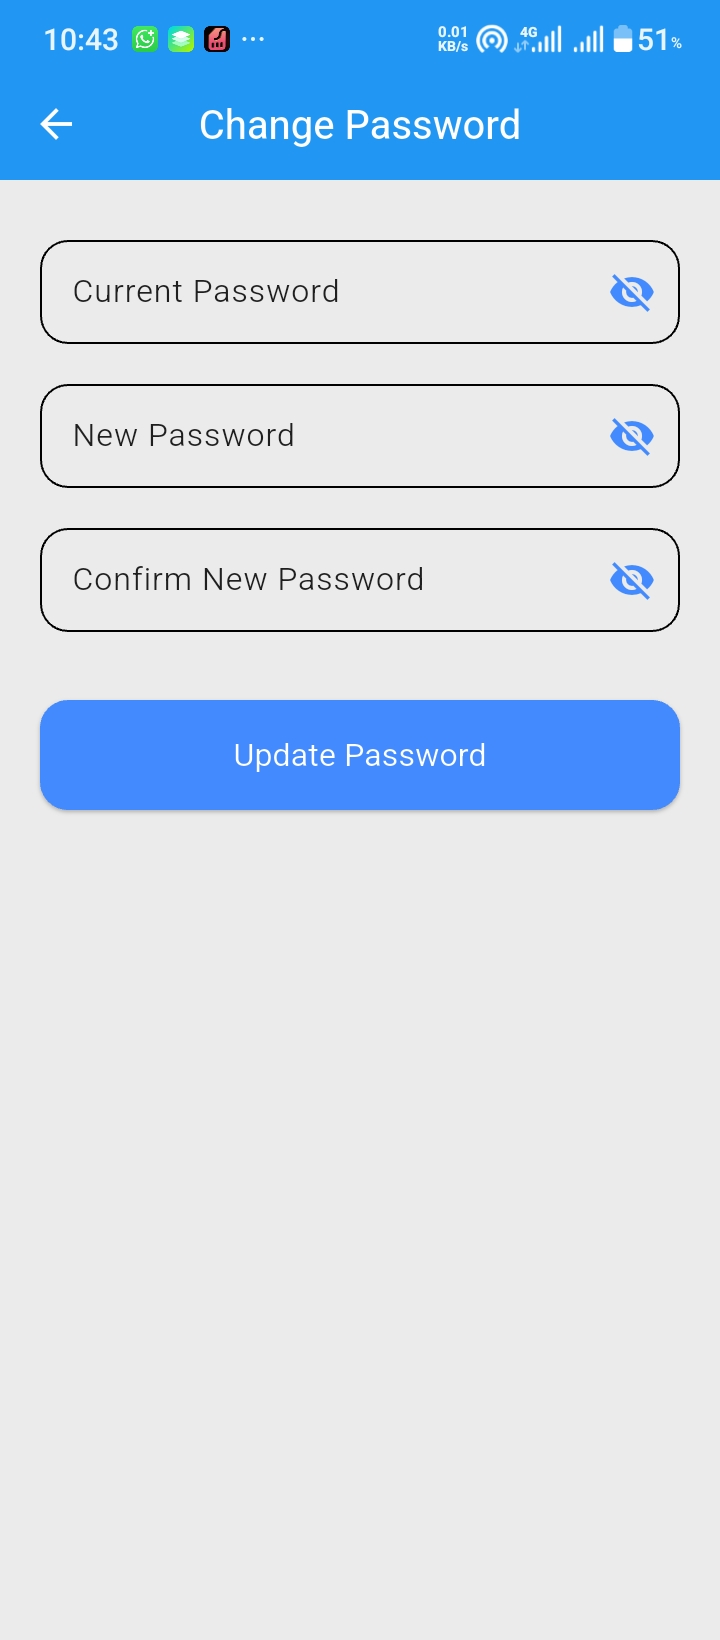 10:43 ... 0.01 KB/s 4G 51%
Change Password
Current Password
New Password
Confirm New Password
Update Password